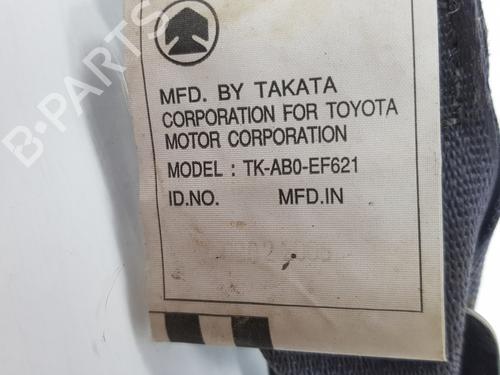 MFD. BY TAKATA
CORPORATION FOR TOYOTA
MOTOR CORPORATION
MODEL : TK-AB0-EF621
ID.NO. MFD.IN
B-PARTS